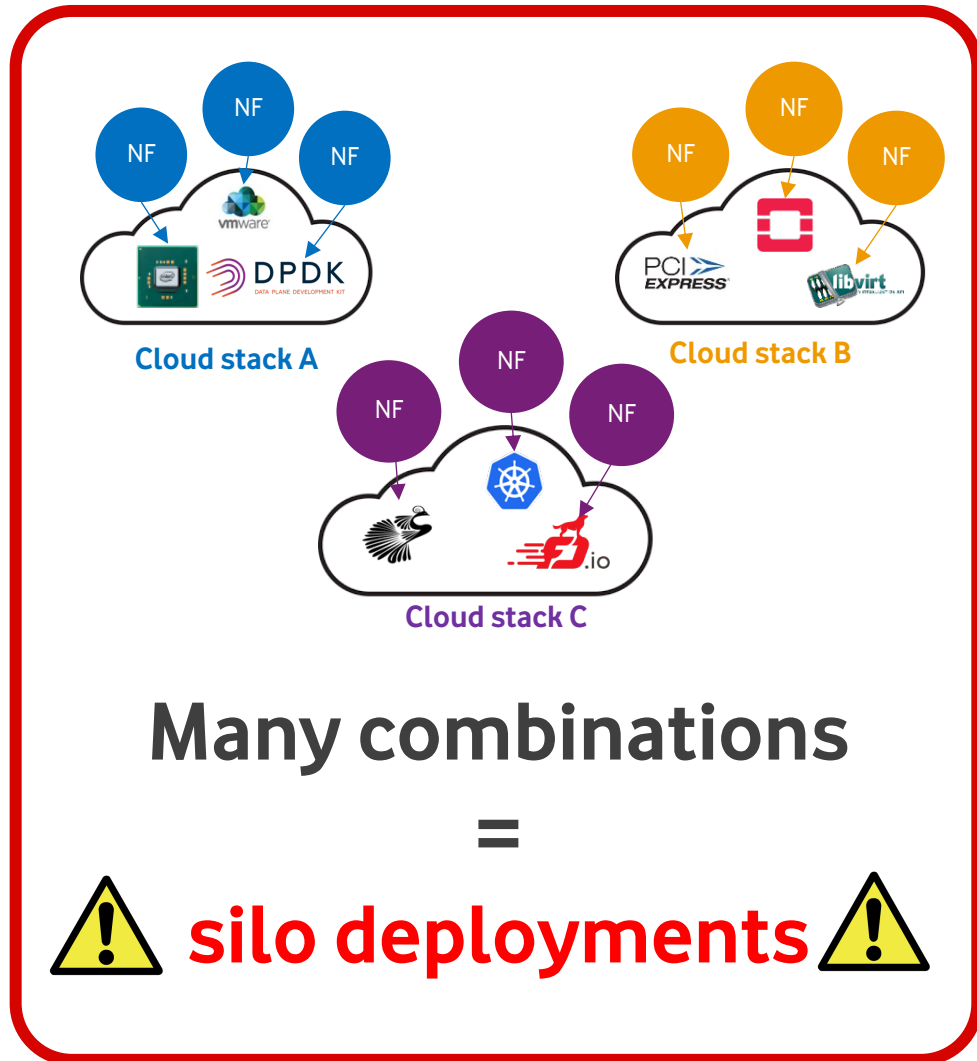 NF
NF
NF
vmware
intel
DPDK
DATA PLANE DEVELOPMENT KIT
Cloud stack A
NF
NF
NF
PCI
EXPRESS
libvirt
Cloud stack B
NF
NF
NF
.io
Cloud stack C
Many combinations
=
silo deployments